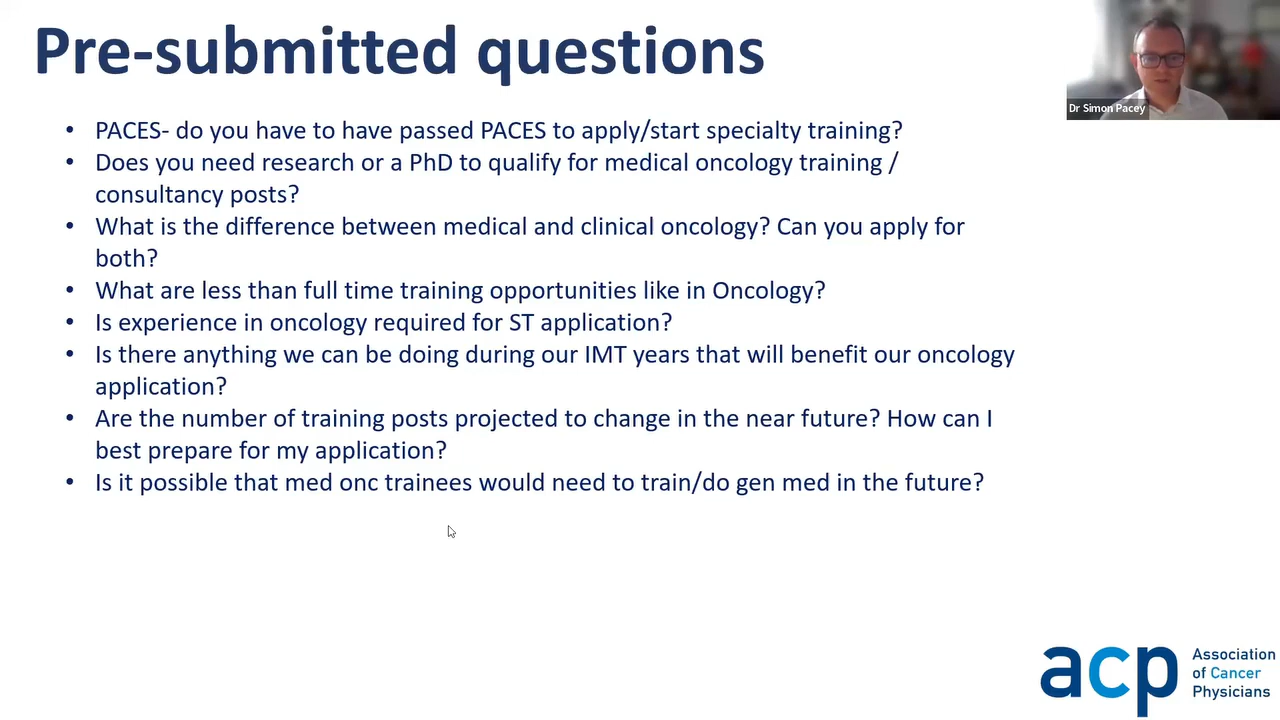 Pre-submitted questions
Dr Simon Pacey
• PACES- do you have to have passed PACES to apply/start specialty training?
• Does you need research or a PhD to qualify for medical oncology training /
consultancy posts?
• What is the difference between medical and clinical oncology? Can you apply for
both?
• What are less than full time training opportunities like in Oncology?
• Is experience in oncology required for ST application?
• Is there anything we can be doing during our IMT years that will benefit our oncology
application?
• Are the number of training posts projected to change in the near future? How can I
best prepare for my application?
• Is it possible that med onc trainees would need to train/do gen med in the future?
acp
Association
of Cancer
Physicians